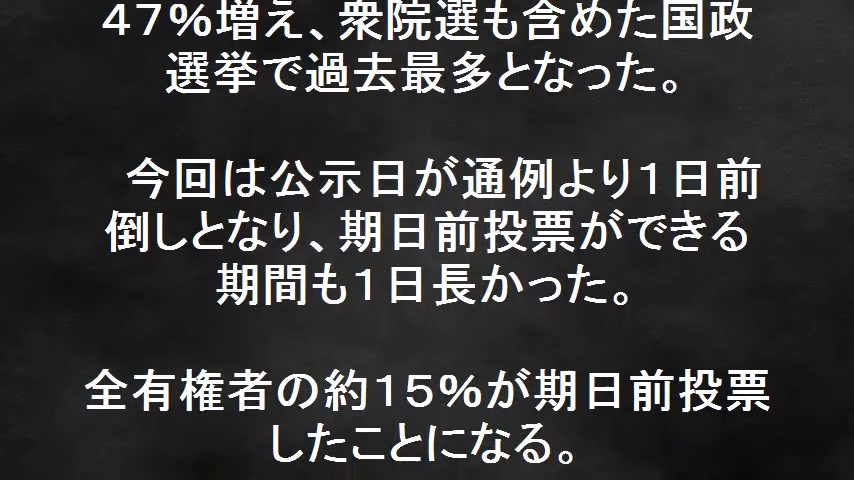 ４７％増え、衆院選も含めた国政
選挙で過去最多となった。
今回は公示日が通例より１日前
倒しとなり、期日前投票ができる
期間も１日長かった。
全有権者の約１５％が期日前投票
したことになる。